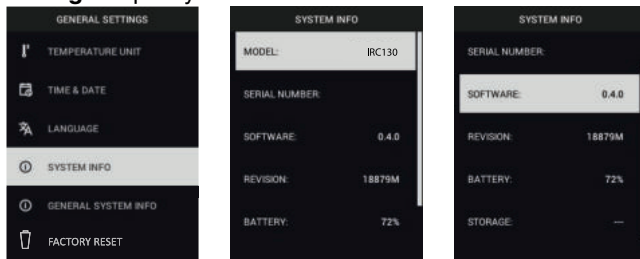 GENERAL SETTINGS
TEMPERATURE UNIT
TIME & DATE
LANGUAGE
SYSTEM INFO
GENERAL SYSTEM INFO
FACTORY RESET
SYSTEM INFO
MODEL: IRC130
SERIAL NUMBER:
SOFTWARE: 0.4.0
REVISION: 18879M
BATTERY: 72%
SYSTEM INFO
SERIAL NUMBER:
SOFTWARE: 0.4.0
REVISION: 18879M
BATTERY: 72%
STORAGE: ---